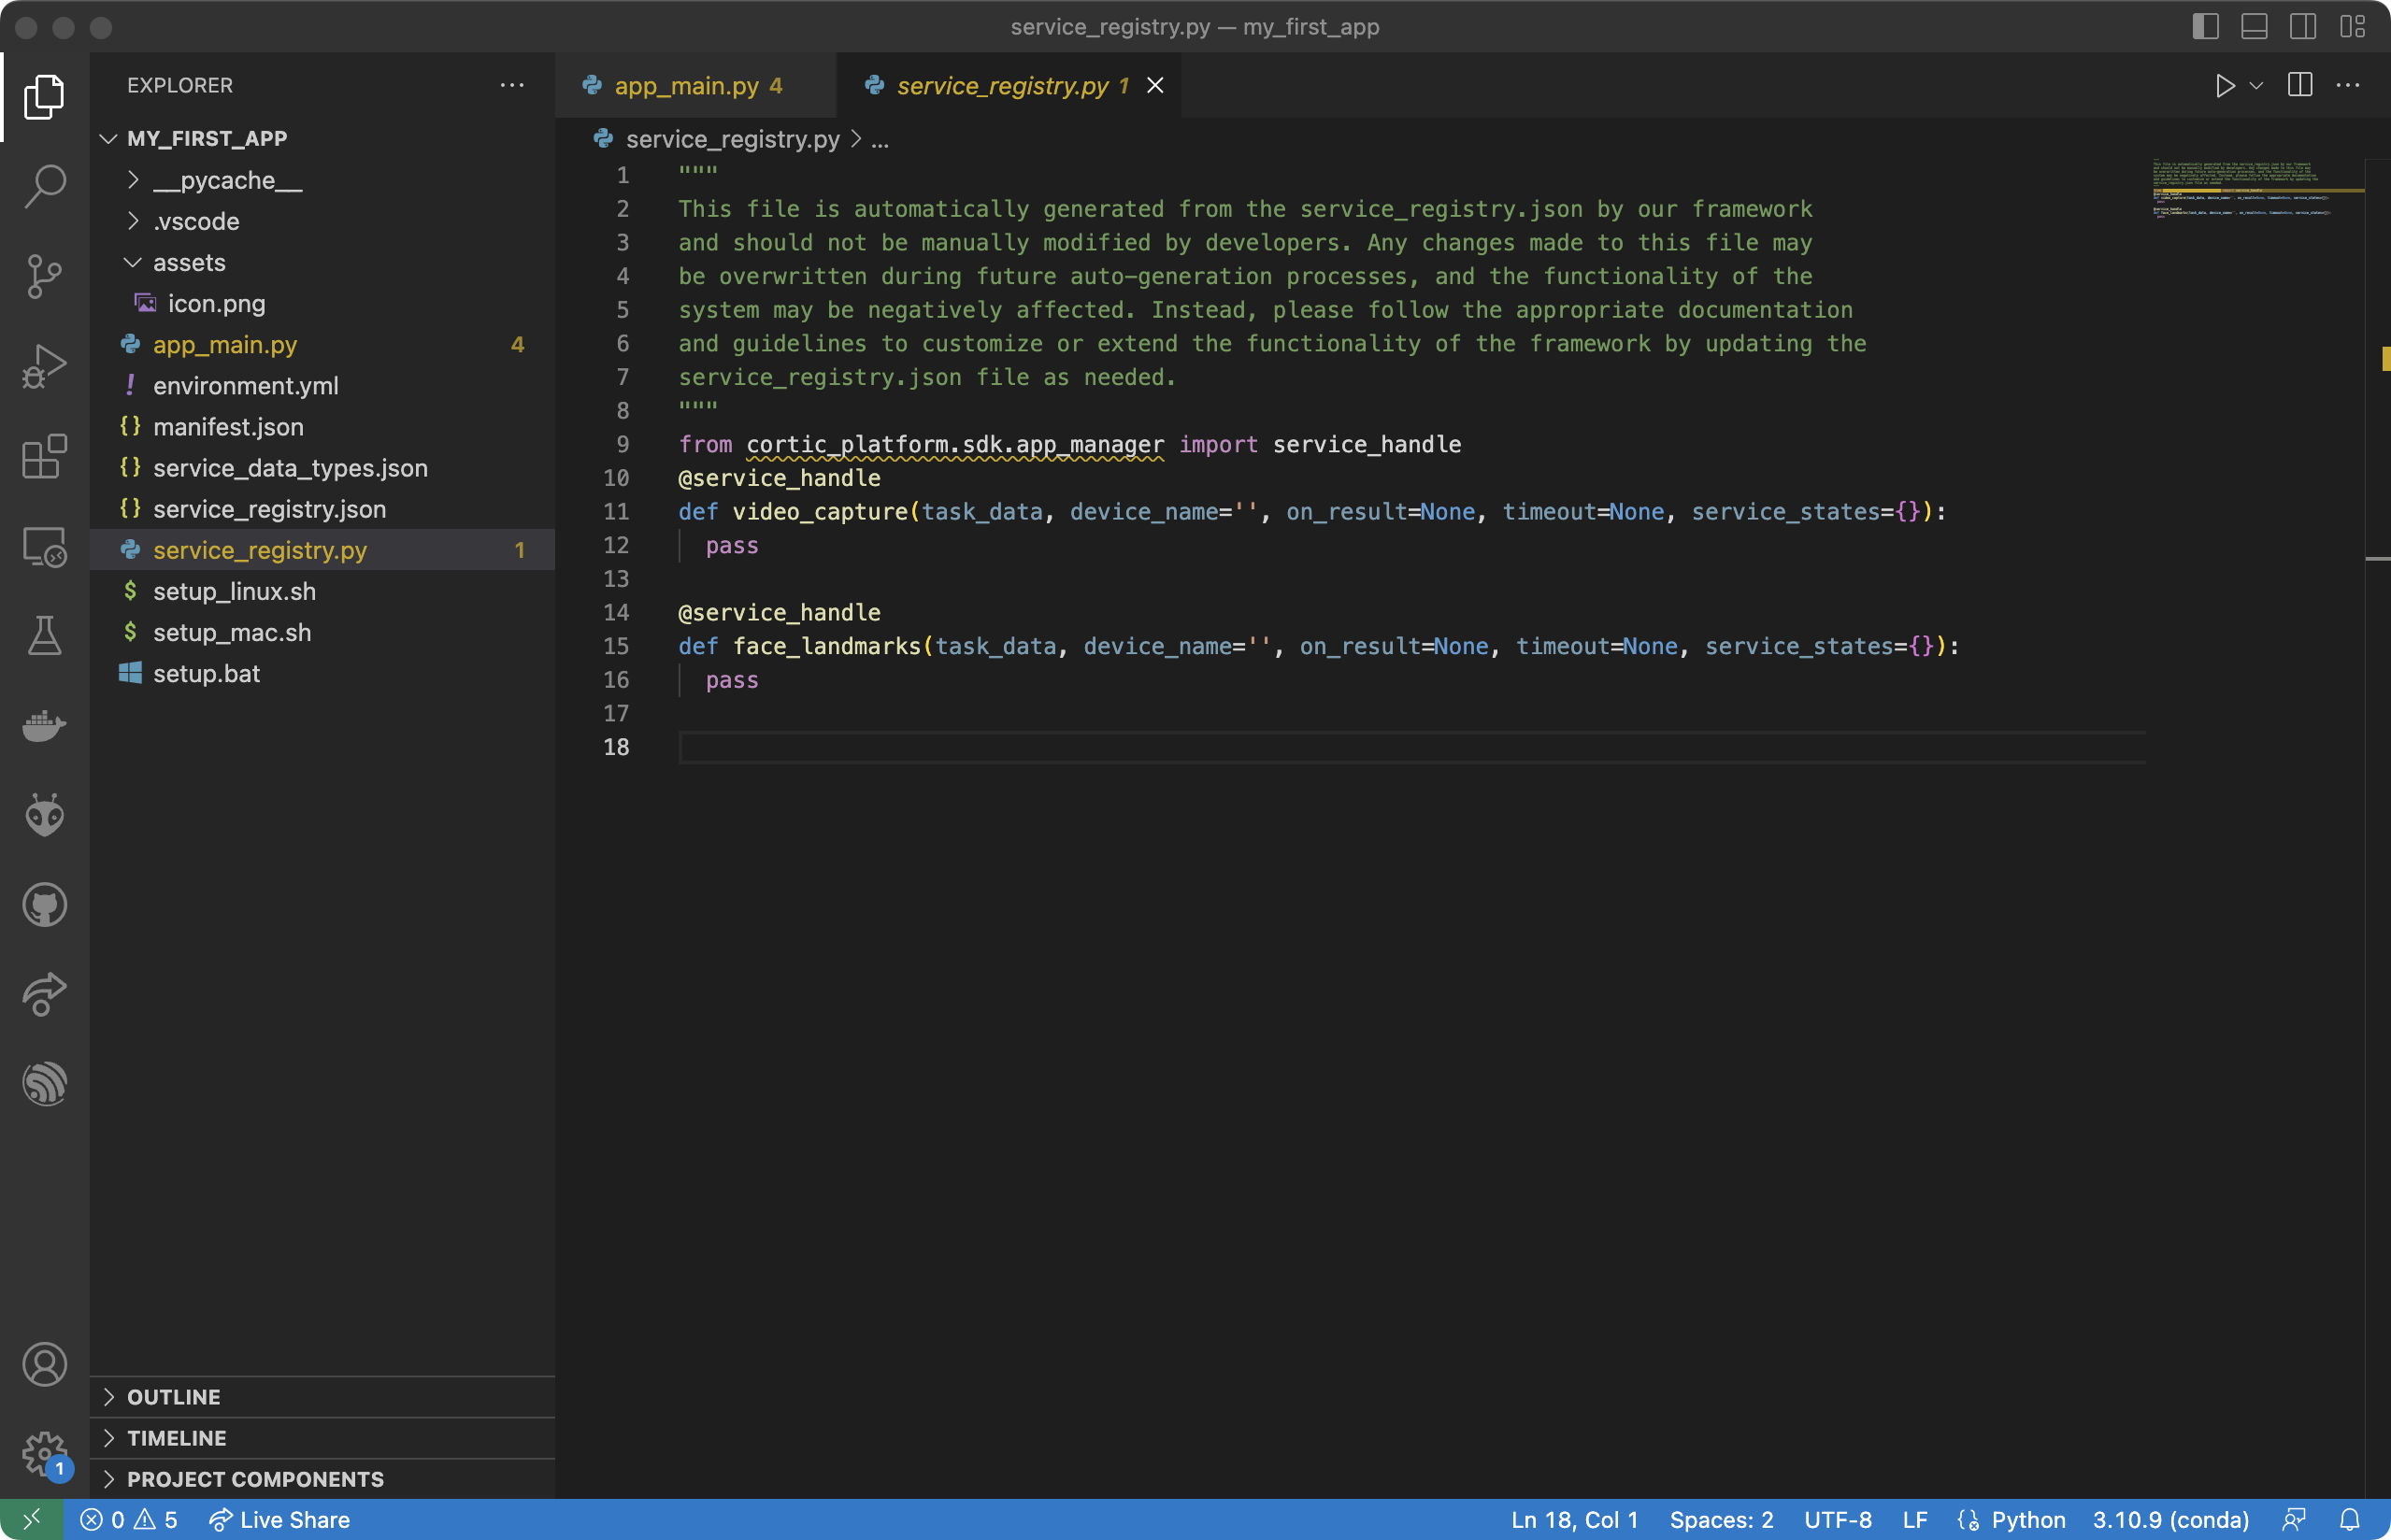 service_registry.py — my_first_app
EXPLORER
MY_FIRST_APP
__pycache__
.vscode
assets
icon.png
app_main.py 4
environment.yml
manifest.json
service_data_types.json
service_registry.json
service_registry.py 1
setup_linux.sh
setup_mac.sh
setup.bat
OUTLINE
TIMELINE
PROJECT COMPONENTS
app_main.py 4
service_registry.py 1
service_registry.py > ...
1 """
2 This file is automatically generated from the service_registry.json by our framework
3 and should not be manually modified by developers. Any changes made to this file may
4 be overwritten during future auto-generation processes, and the functionality of the
5 system may be negatively affected. Instead, please follow the appropriate documentation
6 and guidelines to customize or extend the functionality of the framework by updating the
7 service_registry.json file as needed.
8 """
9 from cortic_platform.sdk.app_manager import service_handle
10 @service_handle
11 def video_capture(task_data, device_name='', on_result=None, timeout=None, service_states={}):
12 pass
13
14 @service_handle
15 def face_landmarks(task_data, device_name='', on_result=None, timeout=None, service_states={}):
16 pass
17
18
1
0 5 Live Share
Ln 18, Col 1 Spaces: 2 UTF-8 LF Python 3.10.9 (conda)